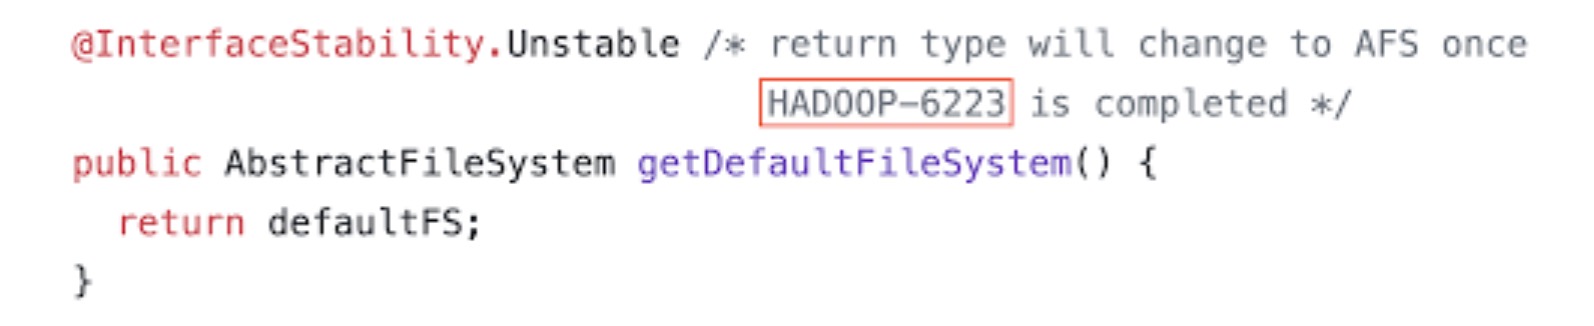 @InterfaceStability.Unstable /* return type will change to AFS once
HADOOP-6223 is completed */
public AbstractFileSystem getDefaultFileSystem() {
return defaultFS;
}